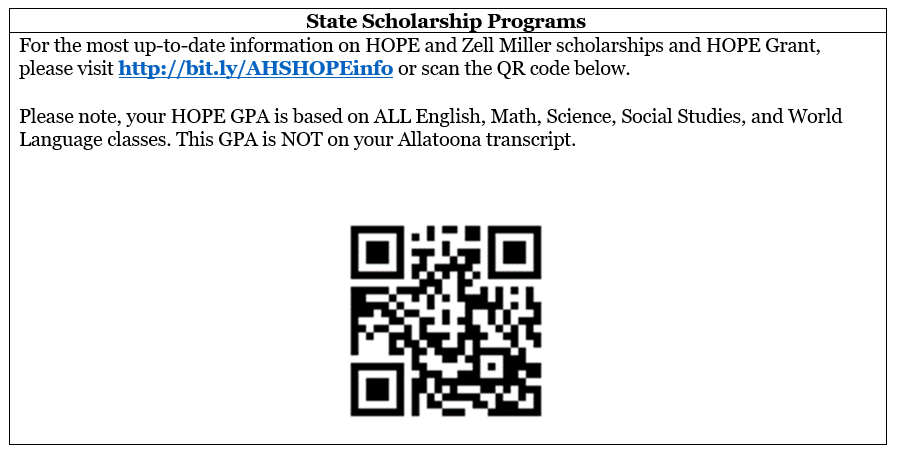 State Scholarship Programs
For the most up-to-date information on HOPE and Zell Miller scholarships and HOPE Grant,
please visit http://bit.ly/AHSHOPEinfo or scan the QR code below.
Please note, your HOPE GPA is based on ALL English, Math, Science, Social Studies, and World
Language classes. This GPA is NOT on your Allatoona transcript.